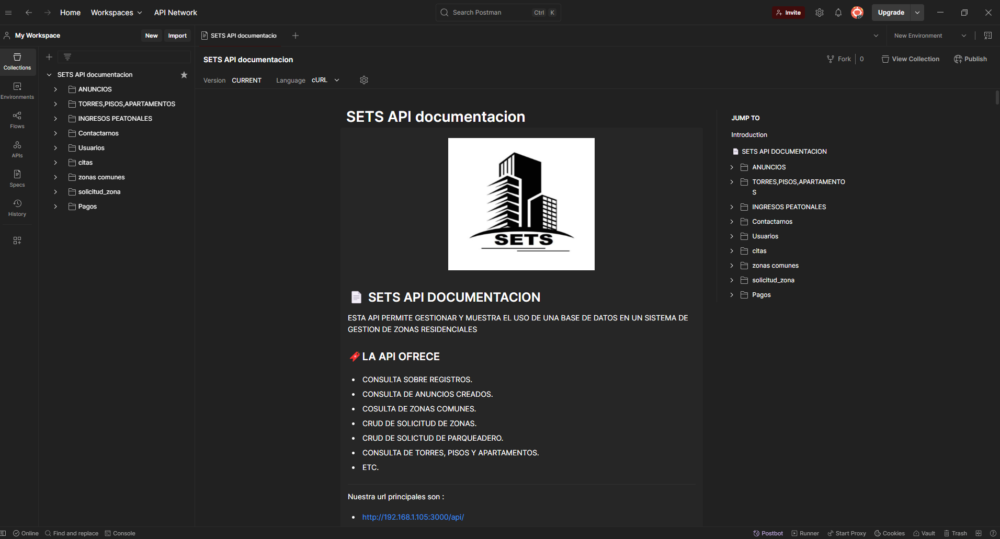 Home
Workspaces
API Network
Search Postman
Ctrl K
Invite
Upgrade
My Workspace
New
Import
SETS API documentacio
New Environment
Collections
Environments
Flows
APIs
Specs
History
SETS API documentacion
ANUNCIOS
TORRES,PISOS,APARTAMENTOS
INGRESOS PEATONALES
Contactarnos
Usuarios
citas
zonas comunes
solicitud_zona
Pagos
SETS API documentacion
Fork 0
View Collection
Publish
Version CURRENT
Language cURL
SETS API documentacion
SETS
SETS API DOCUMENTACION
ESTA API PERMITE GESTIONAR Y MUESTRA EL USO DE UNA BASE DE DATOS EN UN SISTEMA DE
GESTION DE ZONAS RESIDENCIALES
LA API OFRECE
CONSULTA SOBRE REGISTROS.
CONSULTA DE ANUNCIOS CREADOS.
COSULTA DE ZONAS COMUNES.
CRUD DE SOLICITUD DE ZONAS.
CRUD DE SOLICTUD DE PARQUEADERO.
CONSULTA DE TORRES, PISOS Y APARTAMENTOS.
ETC.
Nuestra url principales son :
http://192.168.1.105:3000/api/
JUMP TO
Introduction
SETS API DOCUMENTACION
ANUNCIOS
TORRES,PISOS,APARTAMENTO
S
INGRESOS PEATONALES
Contactarnos
Usuarios
citas
zonas comunes
solicitud_zona
Pagos
Online
Find and replace
Console
Postbot
Runner
Start Proxy
Cookies
Vault
Trash